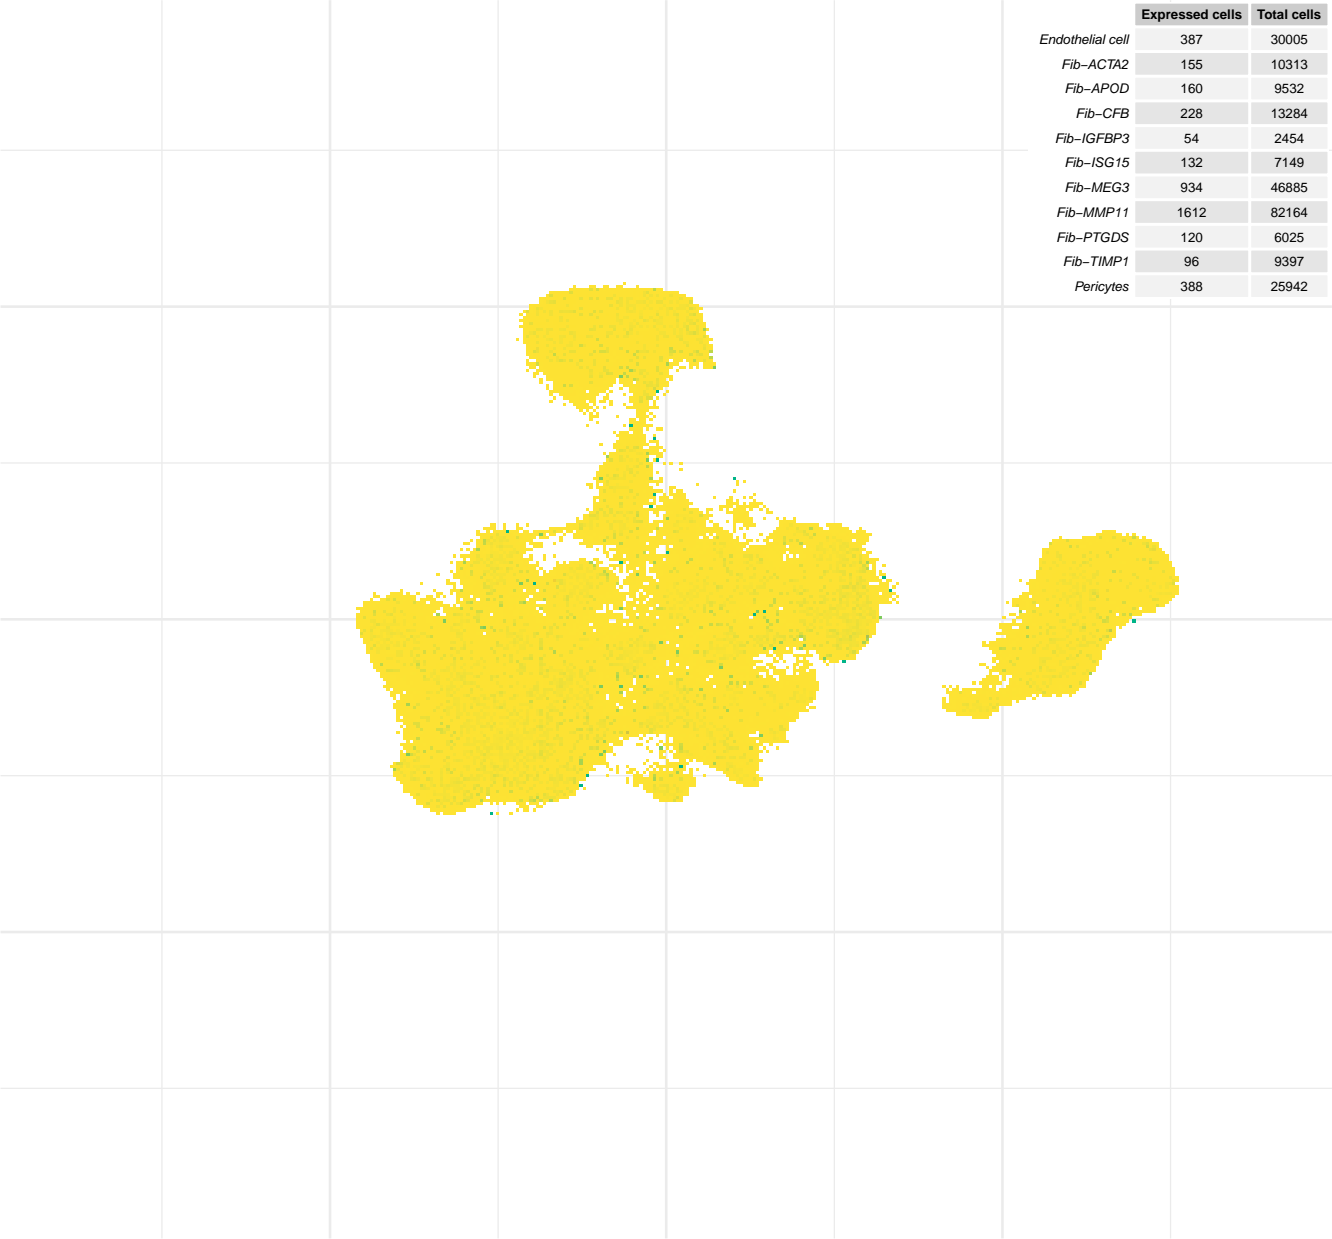 Expressed cells Total cells
Endothelial cell 387 30005
Fib−ACTA2 155 10313
Fib−APOD 160 9532
Fib−CFB 228 13284
Fib−IGFBP3 54 2454
Fib−ISG15 132 7149
Fib−MEG3 934 46885
Fib−MMP11 1612 82164
Fib−PTGDS 120 6025
Fib−TIMP1 96 9397
Pericytes 388 25942